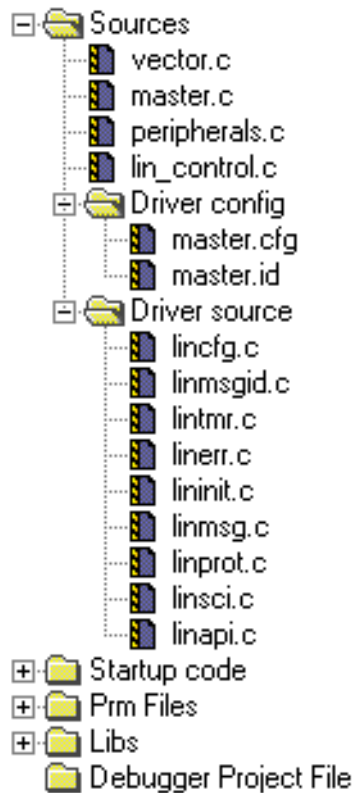 Sources
vector.c
master.c
peripherals.c
lin_control.c
Driver config
master.cfg
master.id
Driver source
lincfg.c
linmsgid.c
lintmr.c
linerr.c
lininit.c
linmsg.c
linprot.c
linsci.c
linapi.c
Startup code
Prm Files
Libs
Debugger Project File